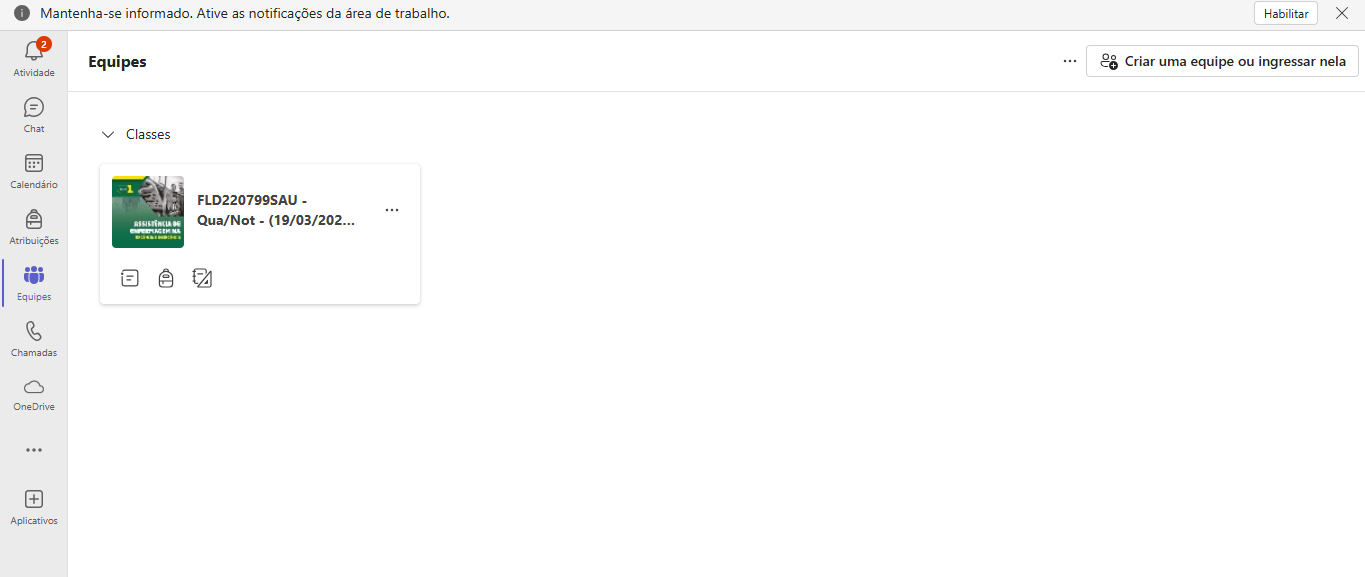 Mantenha-se informado. Ative as notificações da área de trabalho.
Habilitar
2
Atividade
Chat
Calendário
Atribuições
Equipes
Chamadas
OneDrive
Aplicativos
Equipes
Criar uma equipe ou ingressar nela
Classes
1
ASSISTÊNCIA DE
ENFERMAGEM NA
FLD220799SAU -
Qua/Not - (19/03/202...